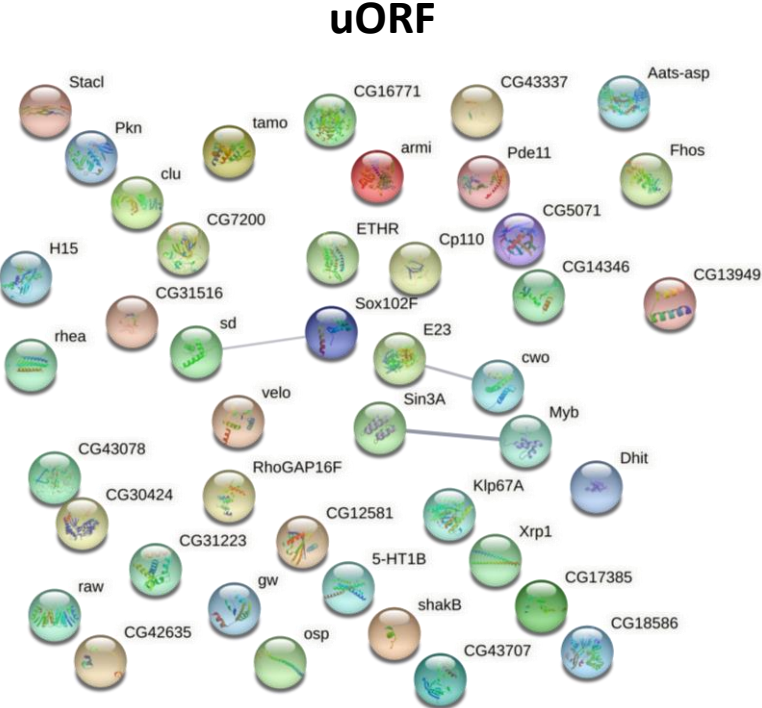 uORF
Stacl
CG16771
CG43337
Aats-asp
Pkn
tamo
armi
Pde11
Fhos
clu
CG7200
ETHR
Cp110
CG5071
H15
CG14346
CG13949
CG31516
Sox102F
rhea
sd
E23
cwo
velo
Sin3A
Myb
CG43078
RhoGAP16F
Dhit
CG30424
Klp67A
CG12581
Xrp1
CG31223
5-HT1B
raw
gw
CG17385
shakB
CG42635
osp
CG18586
CG43707